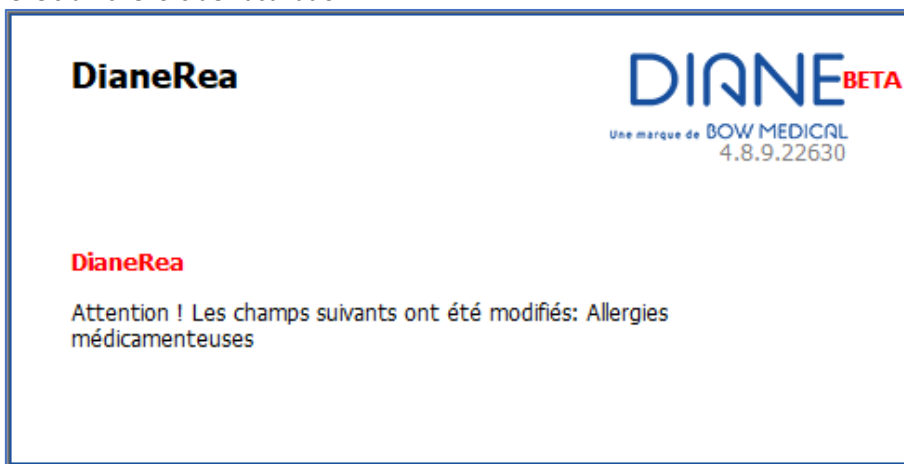 DianeRea
DIANE BETA
Une marque de BOW MEDICAL
4.8.9.22630
DianeRea
Attention ! Les champs suivants ont été modifiés: Allergies
médicamenteuses